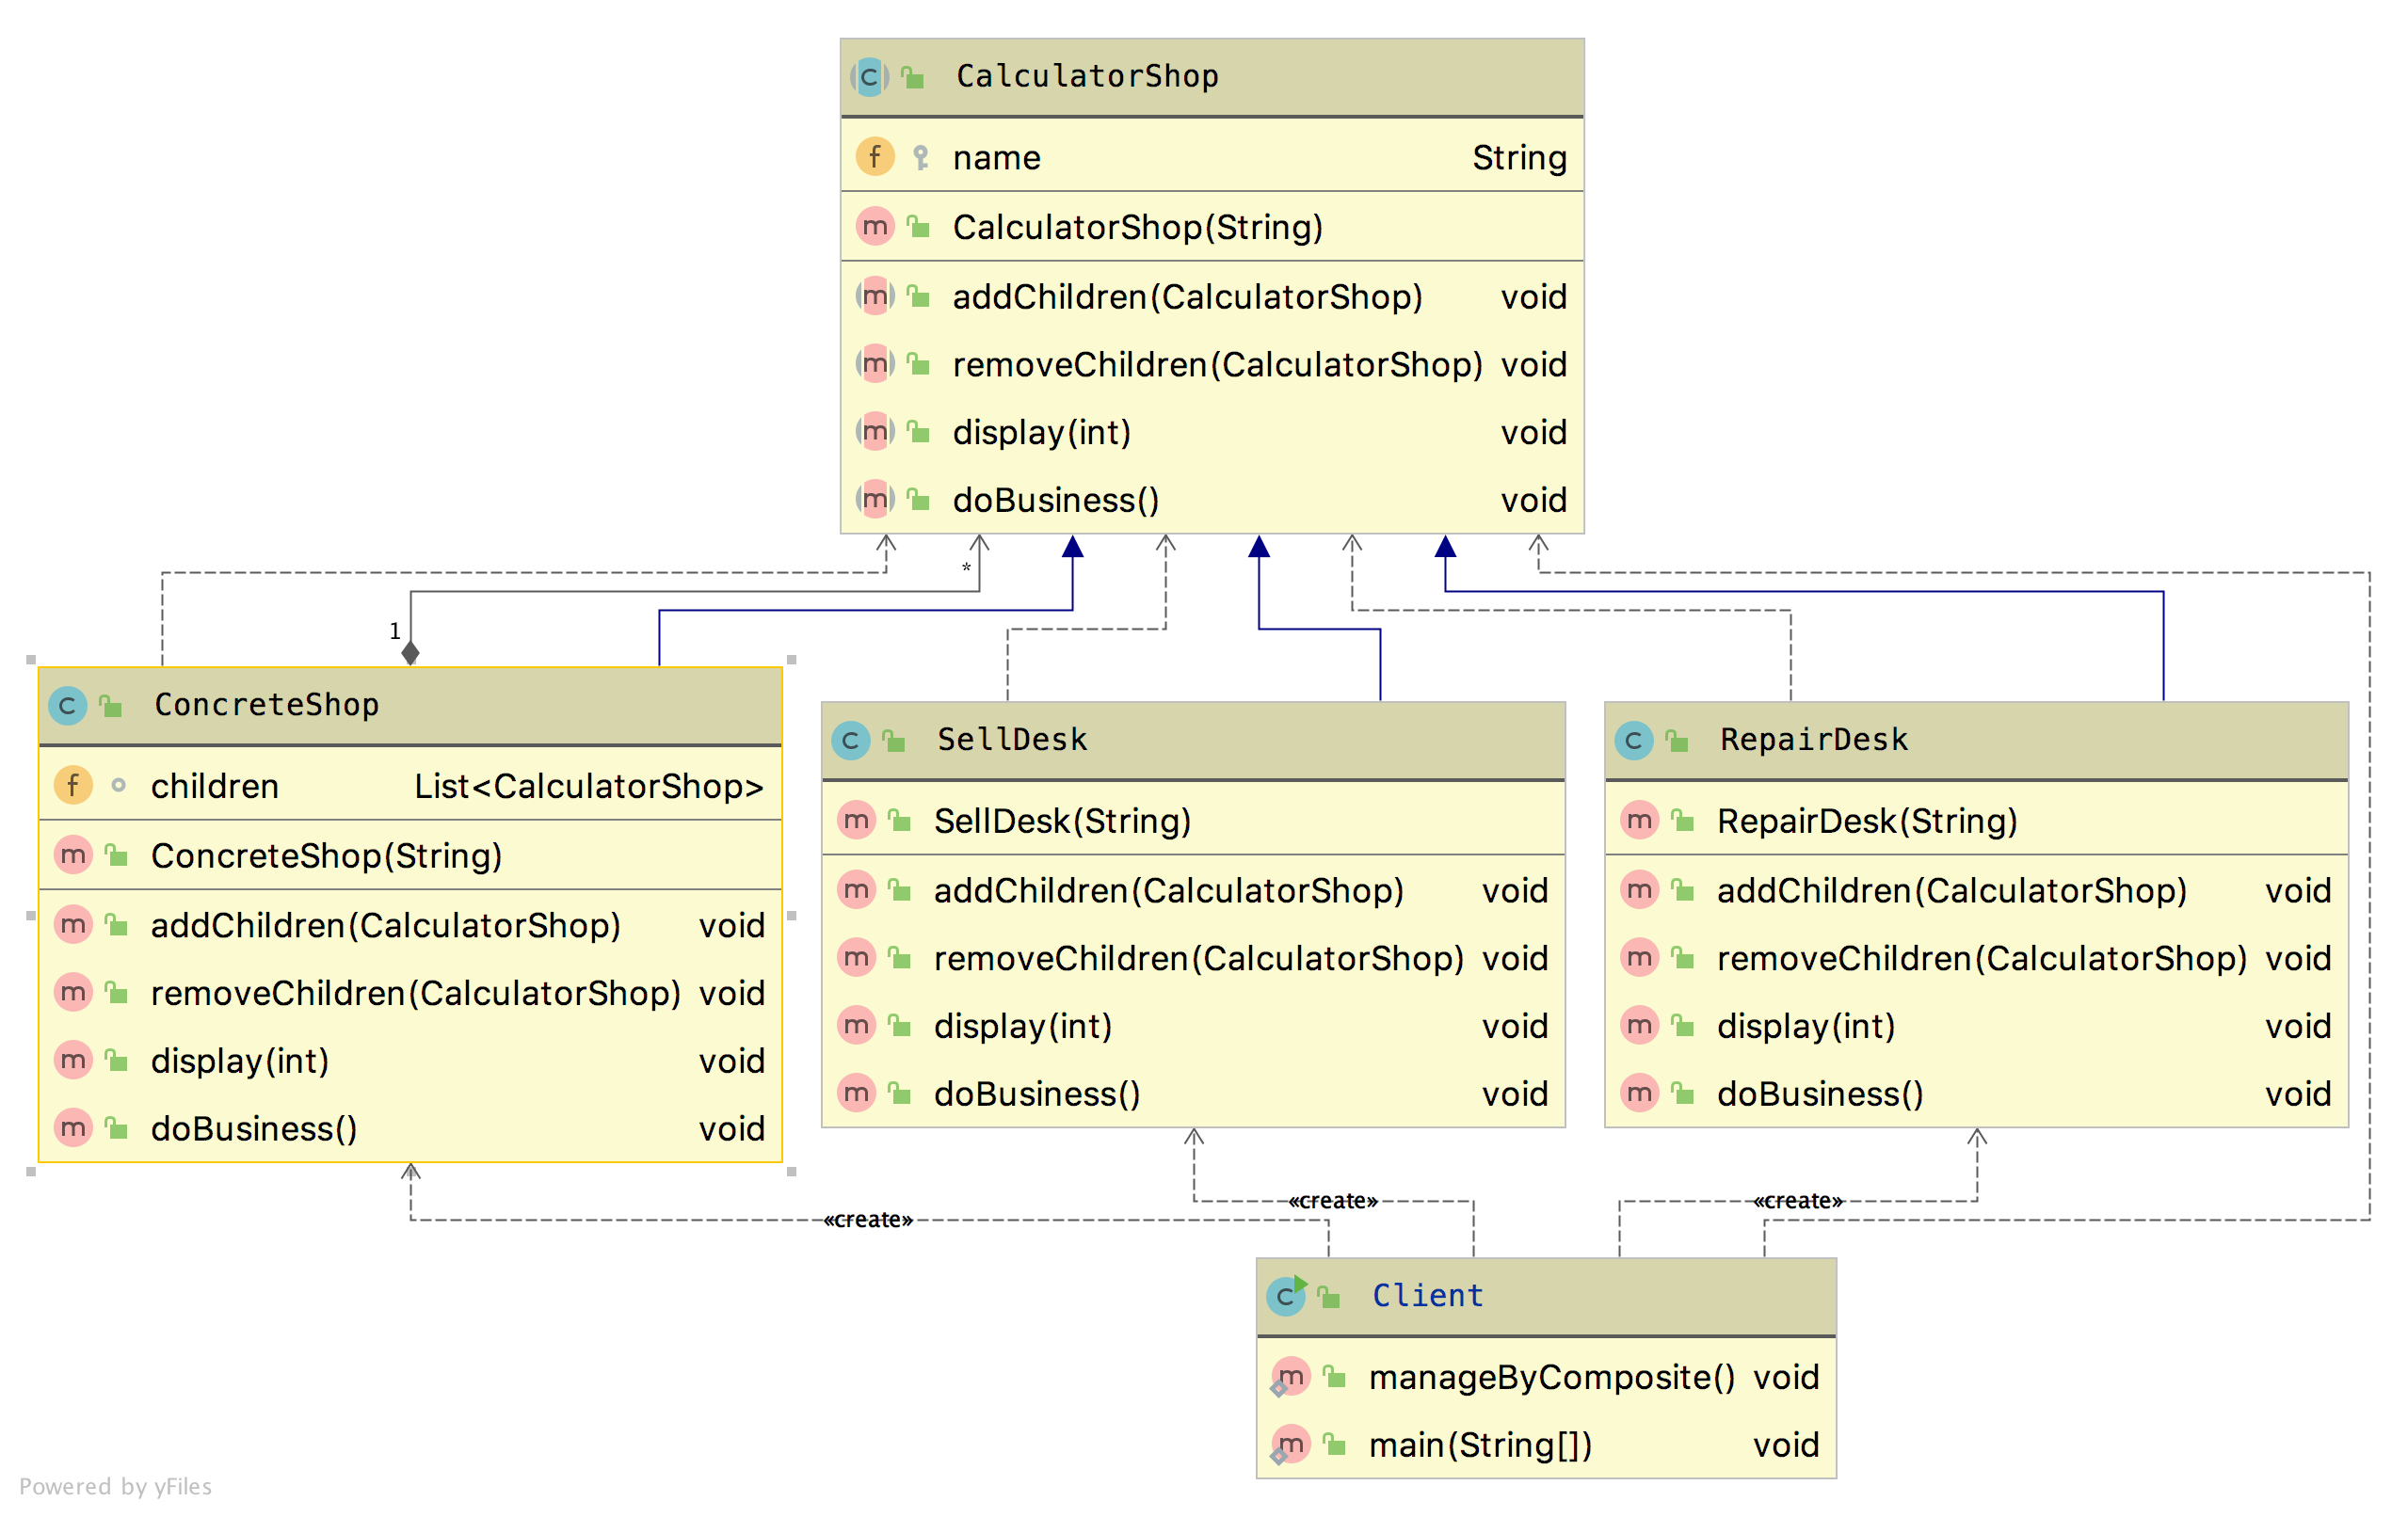 CalculatorShop
name String
CalculatorShop(String)
addChildren(CalculatorShop) void
removeChildren(CalculatorShop) void
display(int) void
doBusiness() void
*
1
ConcreteShop
children List<CalculatorShop>
ConcreteShop(String)
addChildren(CalculatorShop) void
removeChildren(CalculatorShop) void
display(int) void
doBusiness() void
SellDesk
SellDesk(String)
addChildren(CalculatorShop) void
removeChildren(CalculatorShop) void
display(int) void
doBusiness() void
RepairDesk
RepairDesk(String)
addChildren(CalculatorShop) void
removeChildren(CalculatorShop) void
display(int) void
doBusiness() void
«create»
«create»
«create»
Client
manageByComposite() void
main(String[]) void
Powered by yFiles